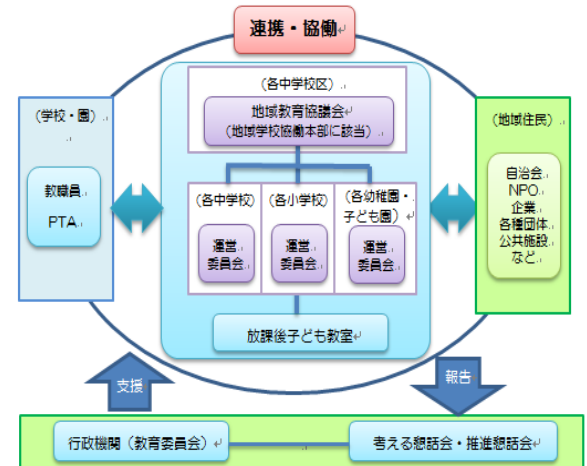 連携・協働
(各中学校区)
地域教育協議会
(地域学校協働本部に該当)
(学校・園)
教職員
PTA
(各中学校)
運営
委員会
(各小学校)
運営
委員会
(各幼稚園・
子ども園)
運営
委員会
放課後子ども教室
(地域住民)
自治会
NPO
企業
各種団体
公共施設
など
支援
報告
行政機関(教育委員会)
考える懇話会・推進懇話会